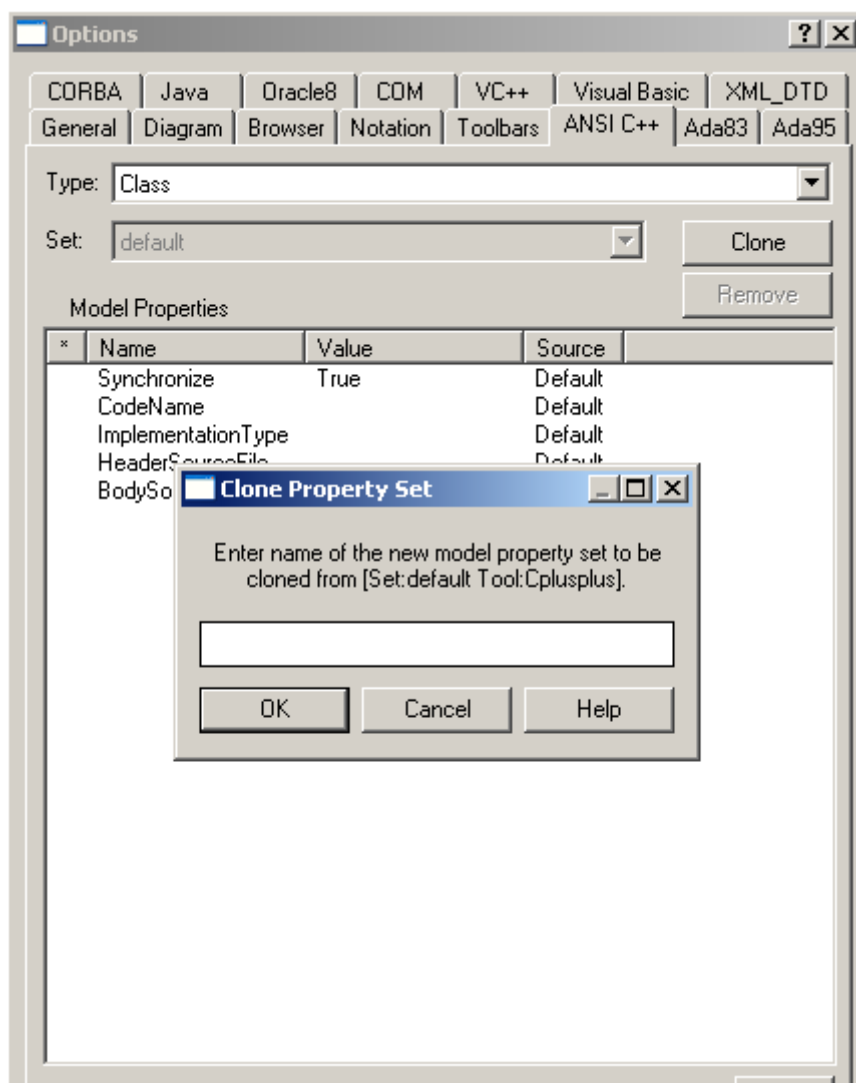 Options
CORBA Java Oracle8 COM VC++ Visual Basic XML_DTD
General Diagram Browser Notation Toolbars ANSI C++ Ada83 Ada95
Type: Class
Set: default Clone
Remove
Model Properties
* Name Value Source
Synchronize True Default
CodeName Default
ImplementationType Default
HeaderSourceFile Default
BodySo
Clone Property Set
Enter name of the new model property set to be
cloned from [Set:default Tool:Cplusplus].
OK Cancel Help